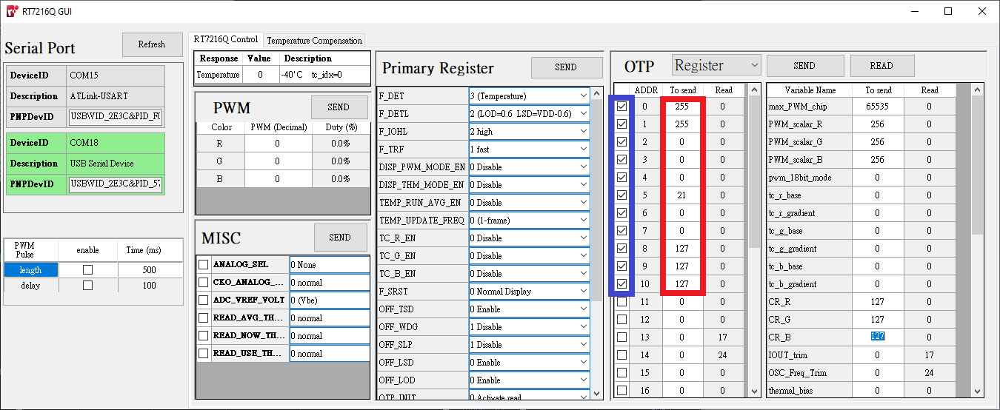 RT7216Q GUI
Serial Port
Refresh
DeviceID COM15
Description ATLink-USART
PNPDevID USB\VID_2E3C&PID_F0
DeviceID COM18
Description USB Serial Device
PNPDevID USB\VID_2E3C&PID_57
PWM Pulse enable Time (ms)
length 500
delay 100
RT7216Q Control Temperature Compensation
Response Value Description
Temperature 0 -40°C tc_idx=0
PWM SEND
Color PWM (Decimal) Duty (%)
R 0 0.0%
G 0 0.0%
B 0 0.0%
MISC SEND
ANALOG_SEL 0 None
CKO_ANALOG_... 0 normal
ADC_VREF_VOLT 0 (Vbe)
READ_AVG_TH... 0 normal
READ_NOW_TH... 0 normal
READ_USE_TH... 0 normal
Primary Register SEND
F_DET 3 (Temperature)
F_DETL 2 (LOD=0.6 LSD=VDD-0.6)
F_IOHL 2 high
F_TRF 1 fast
DISP_PWM_MODE_EN 0 Disable
DISP_THM_MODE_EN 0 Disable
TEMP_RUN_AVG_EN 0 Disable
TEMP_UPDATE_FREQ 0 (1-frame)
TC_R_EN 0 Disable
TC_G_EN 0 Disable
TC_B_EN 0 Disable
F_SRST 0 Normal Display
OFF_TSD 0 Enable
OFF_WDG 1 Disable
OFF_SLP 1 Disable
OFF_LSD 0 Enable
OFF_LOD 0 Enable
OTP_INIT 0 Activate read
OTP Register SEND READ
ADDR To send Read
0 255 0
1 255 0
2 0 0
3 0 0
4 0 0
5 21 0
6 0 0
7 0 0
8 127 0
9 127 0
10 127 0
11 0 0
12 0 0
13 0 17
14 0 24
15 0 0
16 0 0
Variable Name To send Read
max_PWM_chip 65535 0
PWM_scalar_R 256 0
PWM_scalar_G 256 0
PWM_scalar_B 256 0
pwm_18bit_mode 0 0
tc_r_base 0 0
tc_r_gradient 0 0
tc_g_base 0 0
tc_g_gradient 0 0
tc_b_base 0 0
tc_b_gradient 0 0
CR_R 127 0
CR_G 127 0
CR_B 127 0
IOUT_trim 0 17
OSC_Freq_Trim 0 24
thermal_bias 0 0